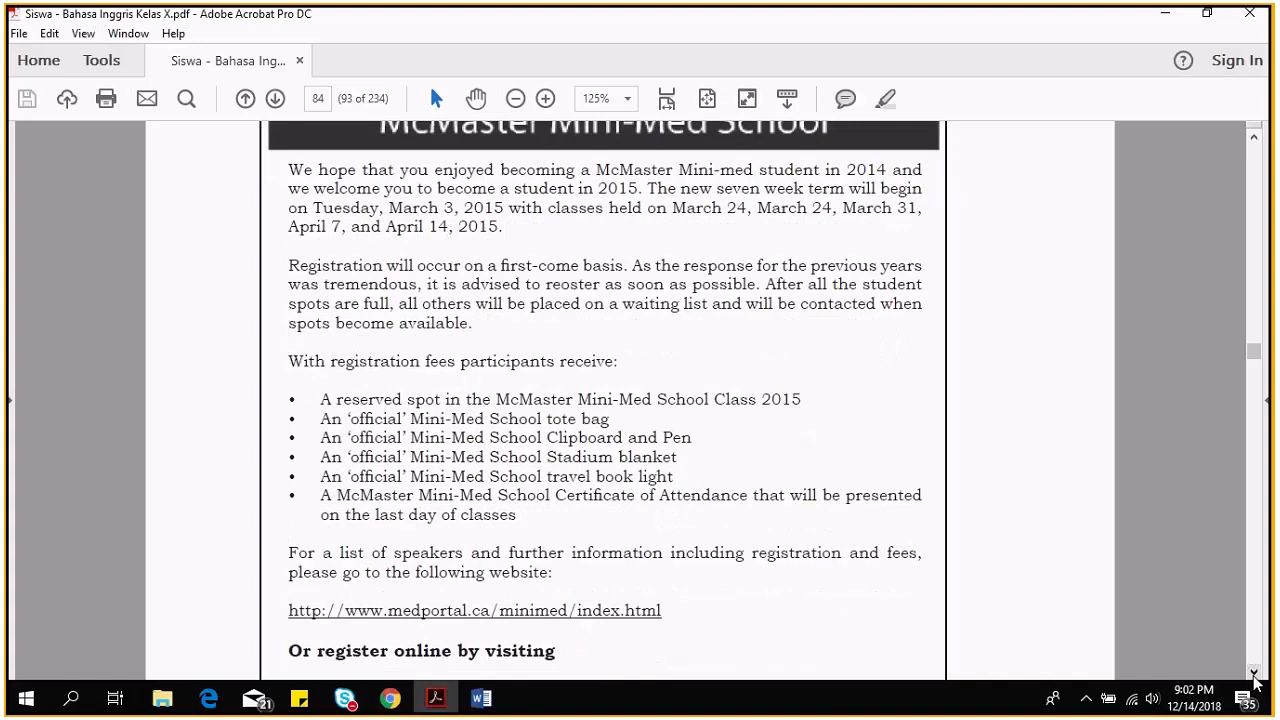 Siswa - Bahasa Inggris Kelas X.pdf - Adobe Acrobat Pro DC
File Edit View Window Help
Home Tools Siswa - Bahasa Ing... × Sign In
84 (93 of 234) 125%
McMaster Mini-Med School
We hope that you enjoyed becoming a McMaster Mini-med student in 2014 and
we welcome you to become a student in 2015. The new seven week term will begin
on Tuesday, March 3, 2015 with classes held on March 24, March 24, March 31,
April 7, and April 14, 2015.
Registration will occur on a first-come basis. As the response for the previous years
was tremendous, it is advised to reoster as soon as possible. After all the student
spots are full, all others will be placed on a waiting list and will be contacted when
spots become available.
With registration fees participants receive:
• A reserved spot in the McMaster Mini-Med School Class 2015
• An ‘official’ Mini-Med School tote bag
• An ‘official’ Mini-Med School Clipboard and Pen
• An ‘official’ Mini-Med School Stadium blanket
• An ‘official’ Mini-Med School travel book light
• A McMaster Mini-Med School Certificate of Attendance that will be presented
on the last day of classes
For a list of speakers and further information including registration and fees,
please go to the following website:
http://www.medportal.ca/minimed/index.html
Or register online by visiting
21
9:02 PM
12/14/2018
35